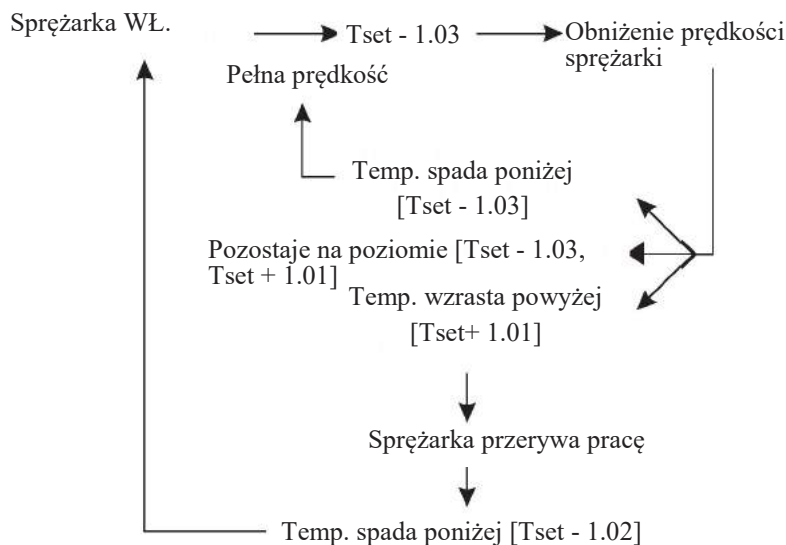 Sprężarka WŁ.
Tset - 1.03
Obniżenie prędkości
sprężarki
Pełna prędkość
Temp. spada poniżej
[Tset - 1.03]
Pozostaje na poziomie [Tset - 1.03,
Tset + 1.01]
Temp. wzrasta powyżej
[Tset+ 1.01]
Sprężarka przerywa pracę
Temp. spada poniżej [Tset - 1.02]